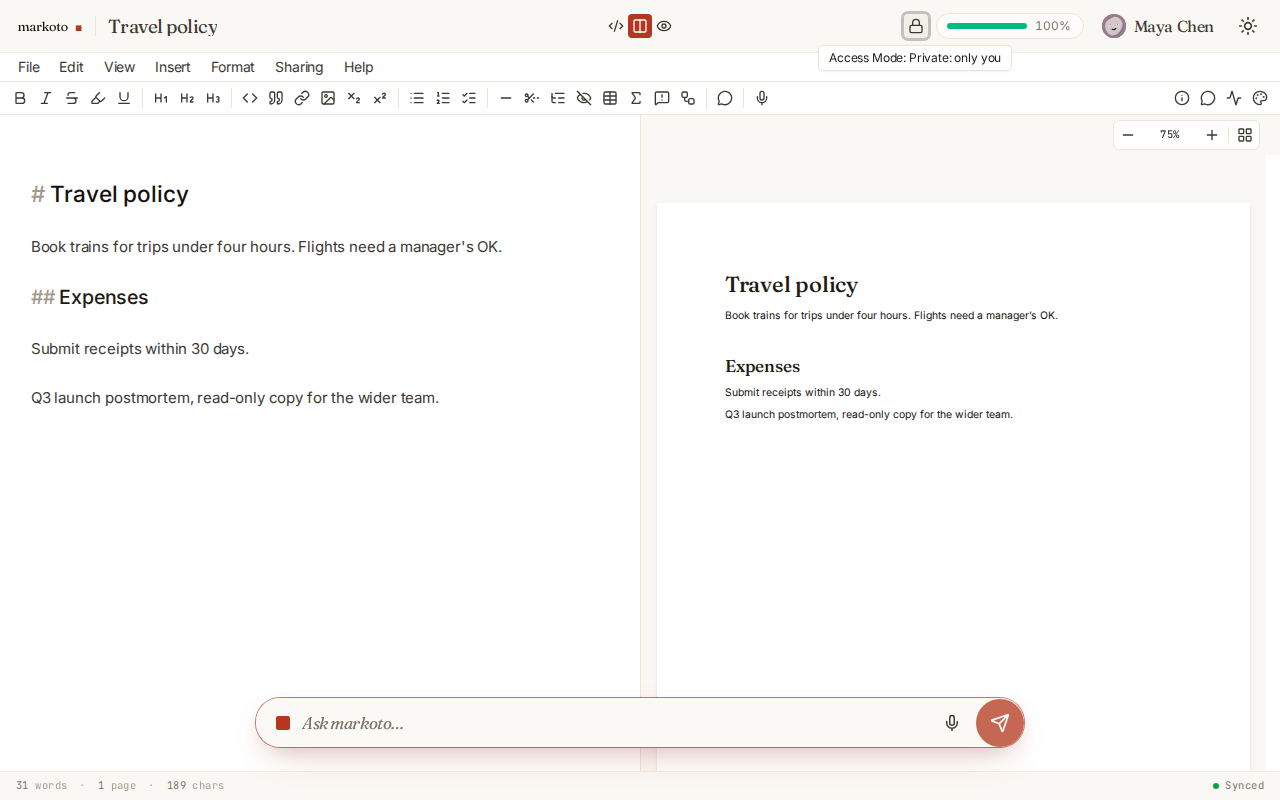 markoto
Travel policy
100%
Maya Chen
Access Mode: Private: only you
File Edit View Insert Format Sharing Help
H1 H2 H3
75%
# Travel policy
Book trains for trips under four hours. Flights need a manager's OK.
## Expenses
Submit receipts within 30 days.
Q3 launch postmortem, read-only copy for the wider team.
Travel policy
Book trains for trips under four hours. Flights need a manager’s OK.
Expenses
Submit receipts within 30 days.
Q3 launch postmortem, read-only copy for the wider team.
Ask markoto...
31 words · 1 page · 189 chars
Synced